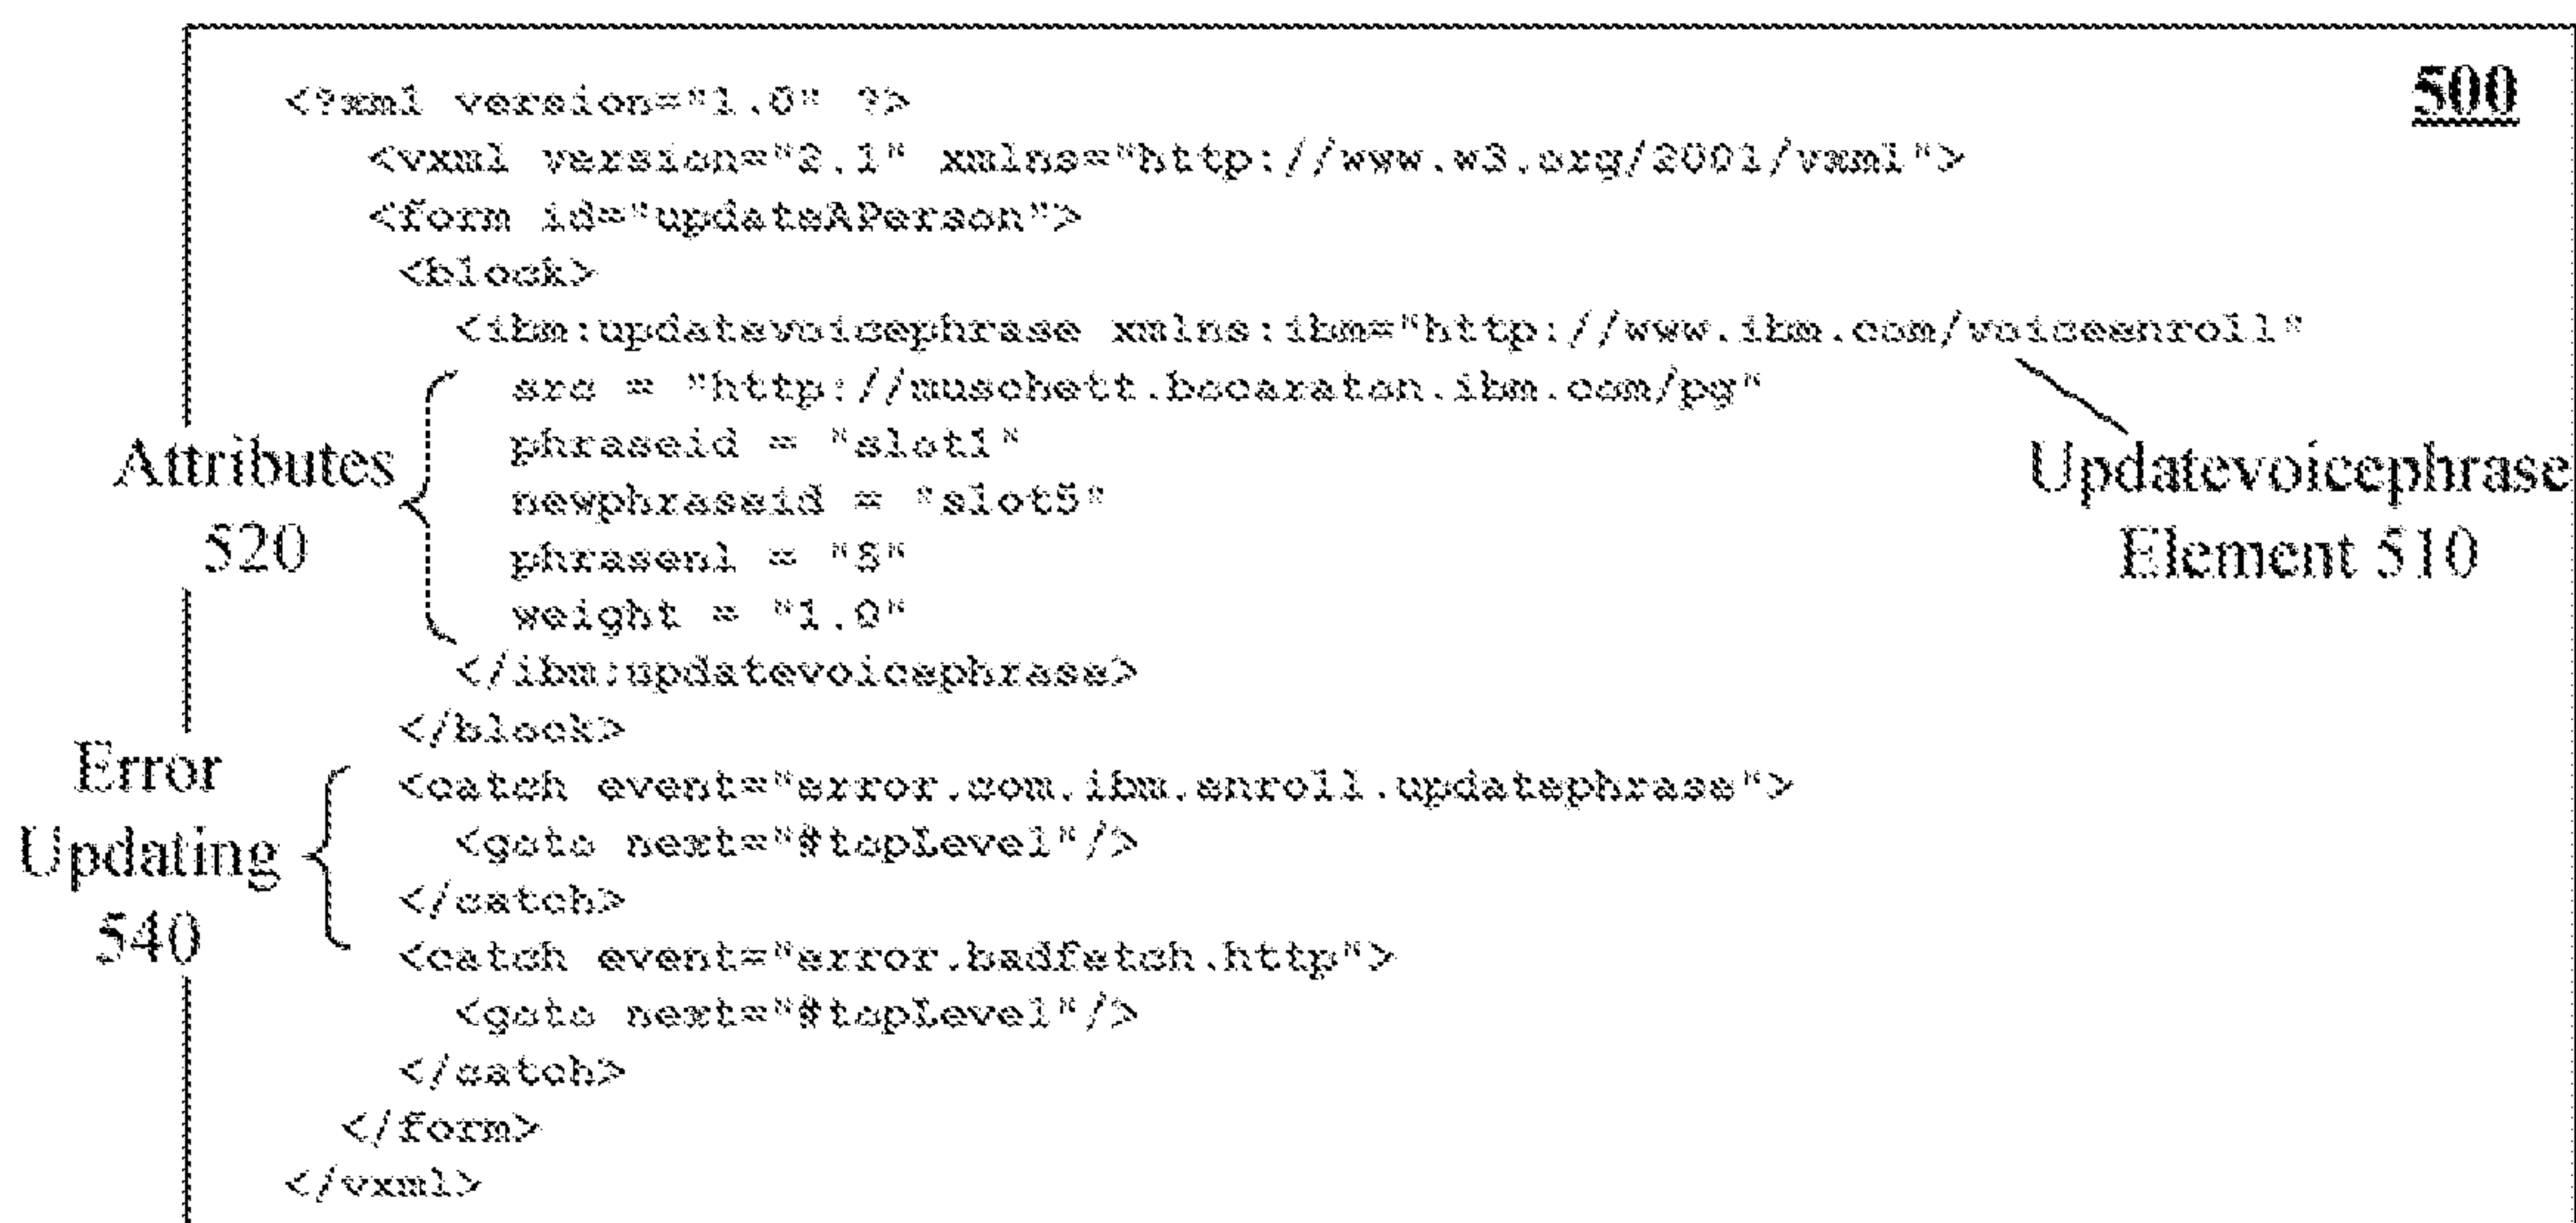 500
<?xml version="1.0" ?>
<vxml version="2.1" xmlns="http://www.w3.org/2001/vxml">
<form id="updateAPerson">
<block>
<ibm:updatevoicephrase xmlns:ibm="http://www.ibm.com/voiceenroll"
src = "http://muschett.bocaraton.ibm.com/pg"
phraseid = "slot1"
newphraseid = "slot5"
phrasenl =
weight = "1.0"
</ibm:updatevoicephrase>
</block>
<catch event="error.com.ibm.enroll.updatephrase">
<goto next="#topLevel"/>
</catch>
<catch event="error.badfetch.http">
<goto next="#topLevel"/>
</catch>
</form>
</vxml>
Attributes
520
Updatevoicephrase
Element 510
Error
Updating
540